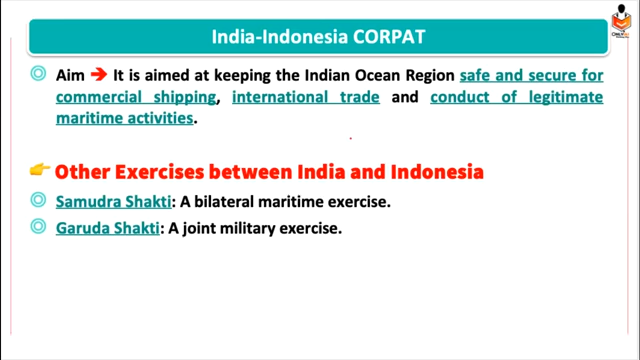 India-Indonesia CORPAT
Aim → It is aimed at keeping the Indian Ocean Region safe and secure for
commercial shipping, international trade and conduct of legitimate
maritime activities.
Other Exercises between India and Indonesia
Samudra Shakti: A bilateral maritime exercise.
Garuda Shakti: A joint military exercise.